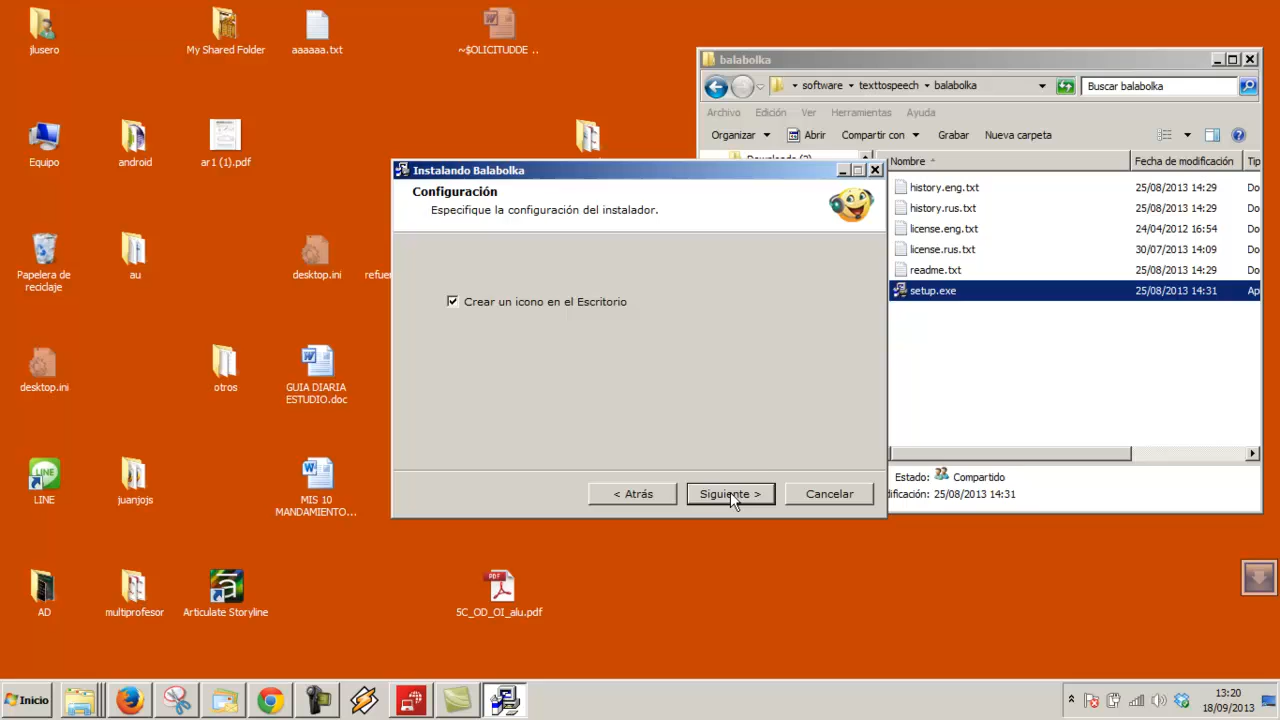 jlusero
My Shared Folder
aaaaaa.txt
~$OLICITUDDE ..
Equipo
android
ar1 (1).pdf
Papelera de
reciclaje
au
desktop.ini
desktop.ini
otros
GUIA DIARIA
ESTUDIO.doc
LINE
LINE
juanjojs
MIS 10
MANDAMIENTO...
AD
multiprofesor
Articulate Storyline
PDF
5C_OD_OI_alu.pdf
balabolka
software texttospeech balabolka
Buscar balabolka
Archivo Edición Ver Herramientas Ayuda
Organizar Abrir Compartir con Grabar Nueva carpeta
Nombre Fecha de modificación Tip
history.eng.txt 25/08/2013 14:29 Do
history.rus.txt 25/08/2013 14:29 Do
license.eng.txt 24/04/2012 16:54 Do
license.rus.txt 30/07/2013 14:09 Do
readme.txt 25/08/2013 14:29 Do
setup.exe 25/08/2013 14:31 Ap
Estado: Compartido
dificación: 25/08/2013 14:31
Instalando Balabolka
Configuración
Especifique la configuración del instalador.
Crear un icono en el Escritorio
< Atrás Siguiente > Cancelar
Inicio
13:20
18/09/2013